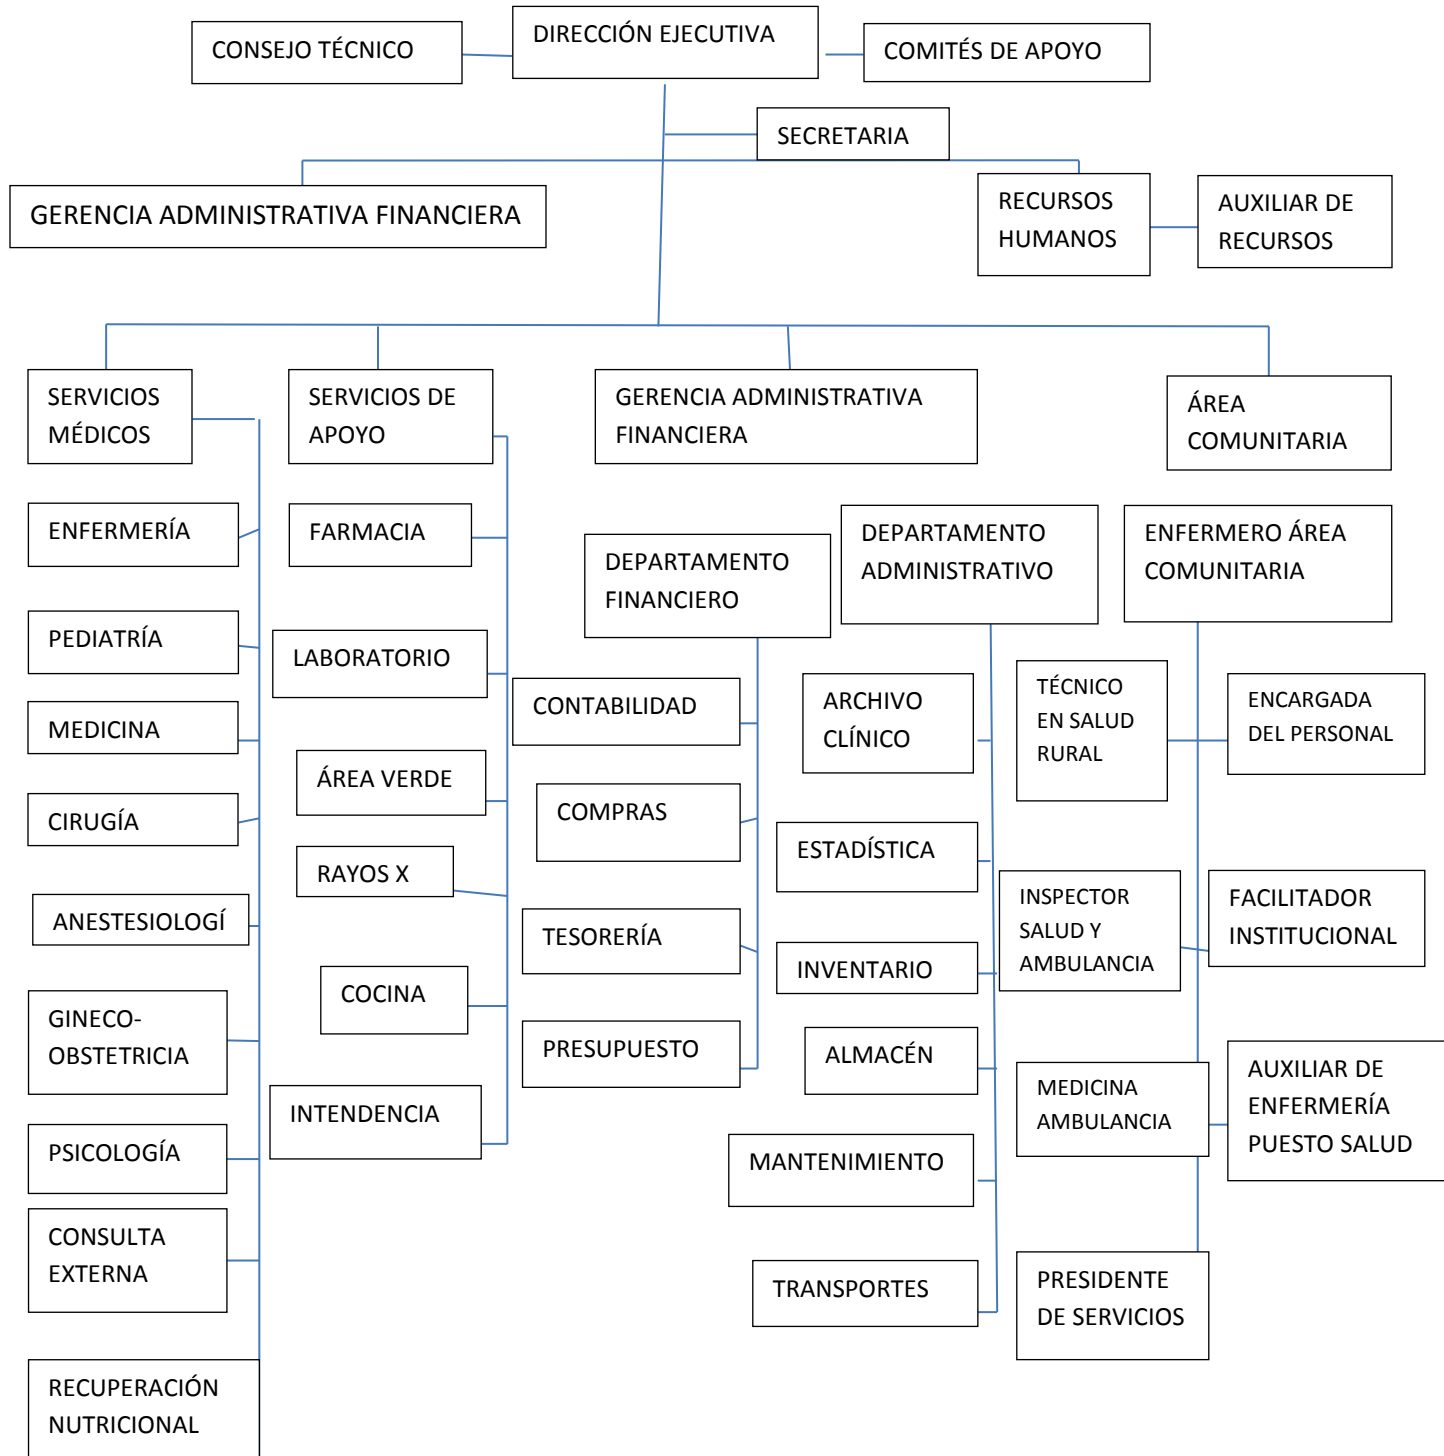 CONSEJO TÉCNICO
DIRECCIÓN EJECUTIVA
COMITÉS DE APOYO
SECRETARIA
GERENCIA ADMINISTRATIVA FINANCIERA
RECURSOS
HUMANOS
AUXILIAR DE
RECURSOS
SERVICIOS
MÉDICOS
SERVICIOS DE
APOYO
GERENCIA ADMINISTRATIVA
FINANCIERA
ÁREA
COMUNITARIA
ENFERMERÍA
PEDIATRÍA
MEDICINA
CIRUGÍA
ANESTESIOLOGÍ
GINECO-
OBSTETRICIA
PSICOLOGÍA
CONSULTA
EXTERNA
RECUPERACIÓN
NUTRICIONAL
FARMACIA
LABORATORIO
ÁREA VERDE
RAYOS X
COCINA
INTENDENCIA
DEPARTAMENTO
FINANCIERO
CONTABILIDAD
COMPRAS
TESORERÍA
PRESUPUESTO
DEPARTAMENTO
ADMINISTRATIVO
ARCHIVO
CLÍNICO
ESTADÍSTICA
INVENTARIO
ALMACÉN
MANTENIMIENTO
TRANSPORTES
ENFERMERO ÁREA
COMUNITARIA
TÉCNICO
EN SALUD
RURAL
ENCARGADA
DEL PERSONAL
INSPECTOR
SALUD Y
AMBULANCIA
FACILITADOR
INSTITUCIONAL
MEDICINA
AMBULANCIA
AUXILIAR DE
ENFERMERÍA
PUESTO SALUD
PRESIDENTE
DE SERVICIOS